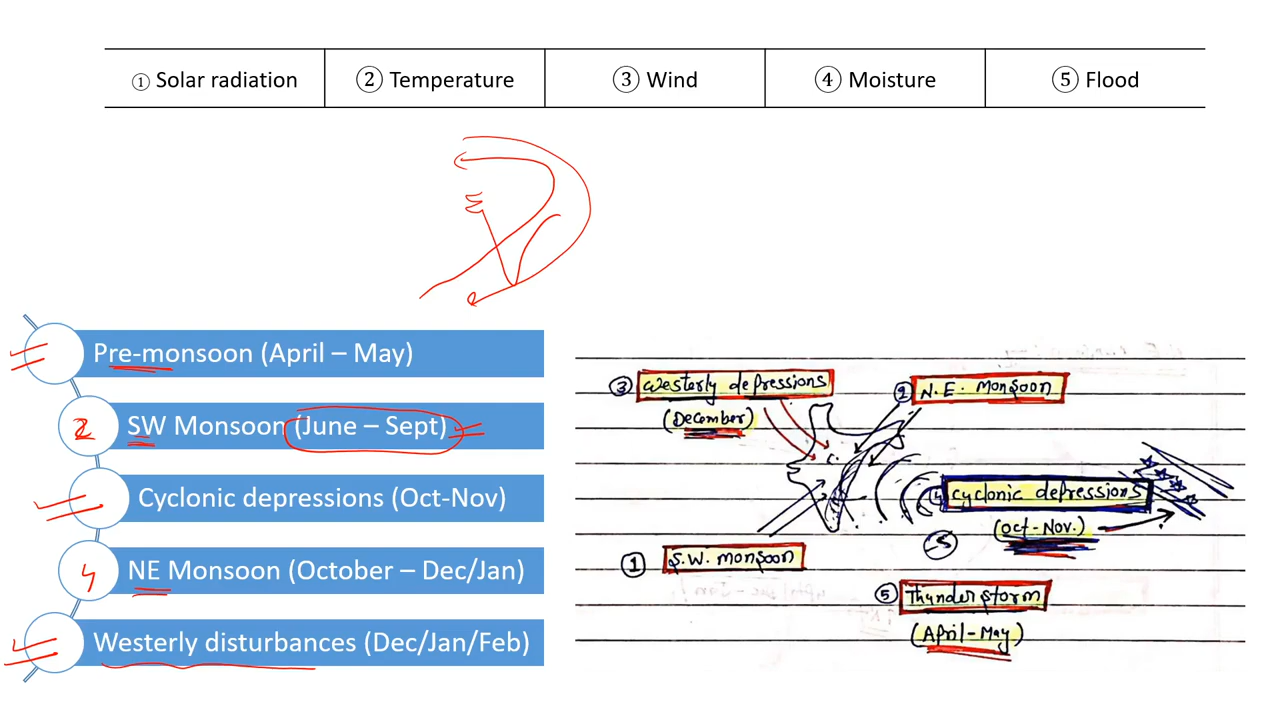 ① Solar radiation
② Temperature
③ Wind
④ Moisture
⑤ Flood
Pre-monsoon (April – May)
2 SW Monsoon (June – Sept)
Cyclonic depressions (Oct-Nov)
4 NE Monsoon (October – Dec/Jan)
Westerly disturbances (Dec/Jan/Feb)
③ Westerly depressions
(December)
② N.E. Monsoon
④ cyclonic depressions
(Oct-Nov.)
5
① S.W. monsoon
⑤ Thunderstorm
(April-May)